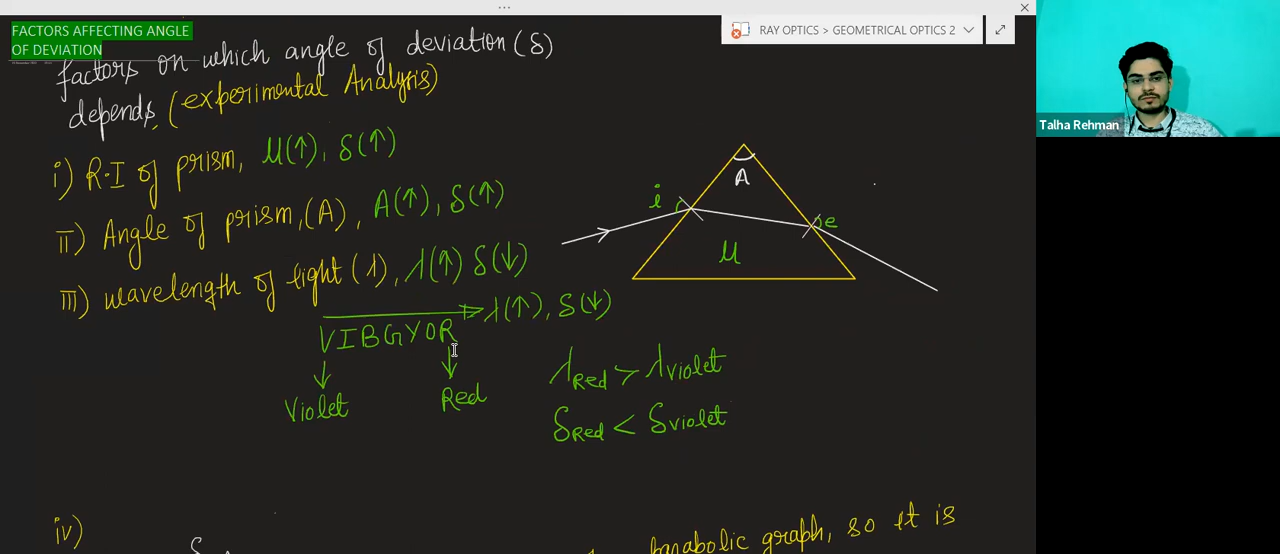 FACTORS AFFECTING ANGLE
OF DEVIATION
RAY OPTICS > GEOMETRICAL OPTICS 2
Talha Rehman
factors on which angle of deviation (δ)
depends, (experimental Analysis)
i) R.I of prism, μ(↑), δ(↑)
II) Angle of prism, (A), A(↑), δ(↑)
III) wavelength of light (λ), λ(↑) δ(↓)
λ(↑), δ(↓)
VIBGYOR
Violet
Red
λRed > λViolet
δRed < δViolet
A
i
e
μ
iv)
parabolic graph, so it is